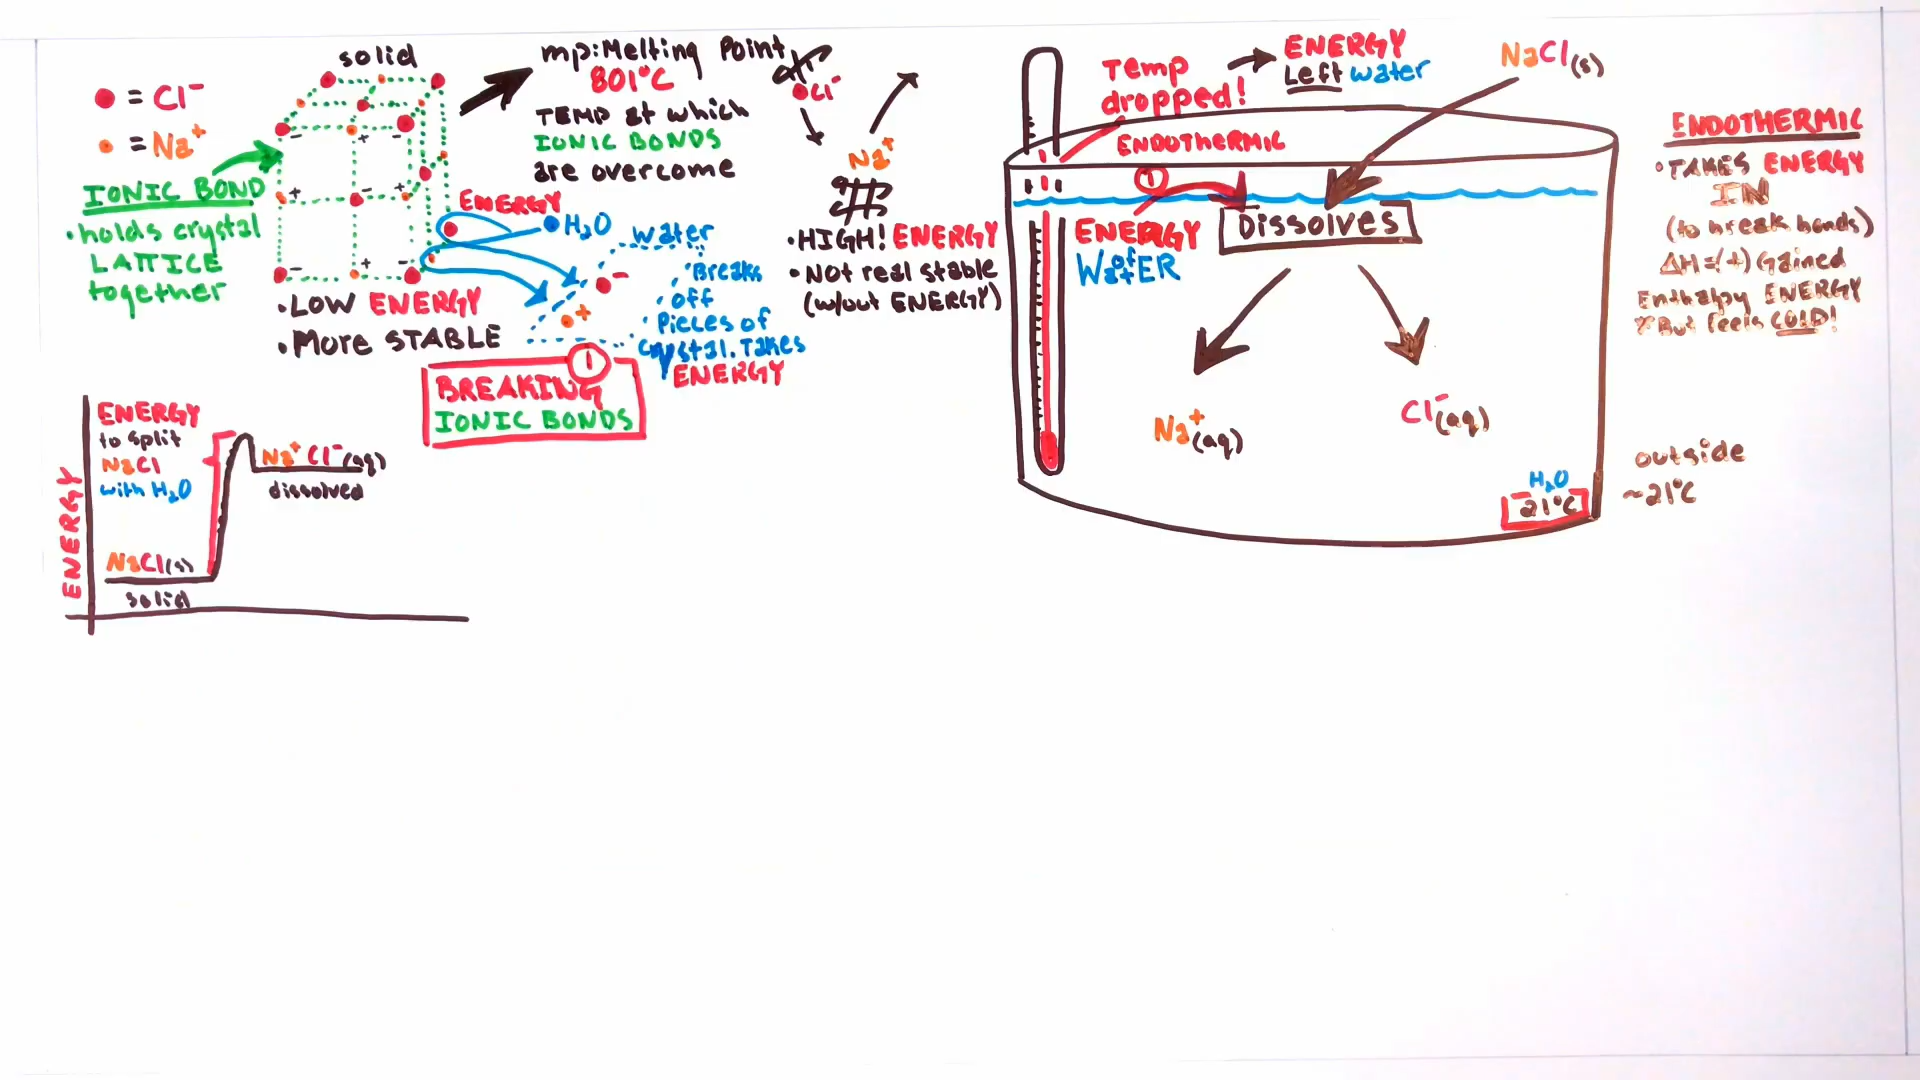 solid
= Cl⁻
= Na⁺
IONIC BOND
• holds crystal
LATTICE
together
• LOW ENERGY
• More STABLE
mp: Melting Point
801°C
TEMP at which
IONIC BONDS
are overcome
ENERGY
H₂O
water
Breaks
off
Pieces of
crystal. Takes
ENERGY
1
BREAKING
IONIC BONDS
Cl⁻
Na⁺
• HIGH! ENERGY
• Not real stable
(w/out ENERGY)
ENERGY
ENERGY
to split
NaCl
with H₂O
Na⁺ Cl⁻(aq)
dissolved
NaCl(s)
solid
Temp
dropped!
ENERGY
Left water
NaCl(s)
ENDOTHERMIC
1
ENERGY
of
WatER
Dissolves
Na⁺(aq)
Cl⁻(aq)
H₂O
21°C
outside
~21°C
ENDOTHERMIC
• TAKES ENERGY
IN
(to break bonds)
ΔH=(+) Gained
Enthalpy ENERGY
* But feels COLD!